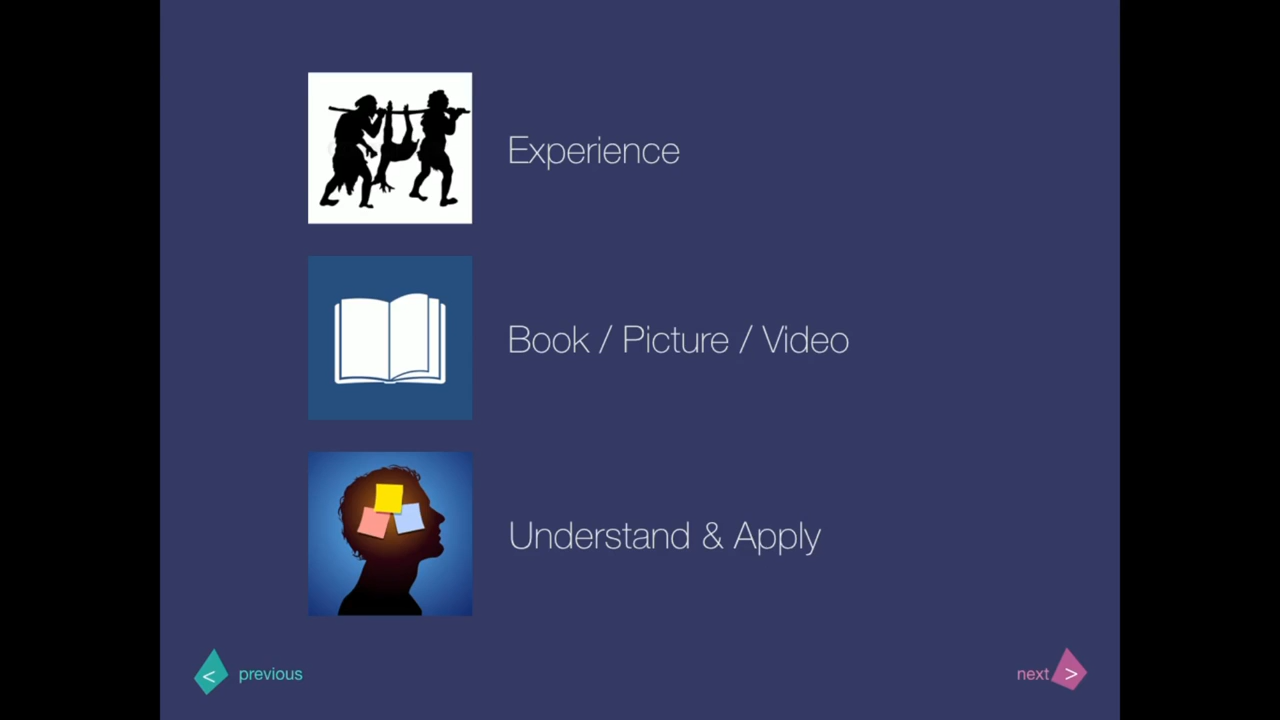 Experience
Book / Picture / Video
Understand & Apply
< previous
next >